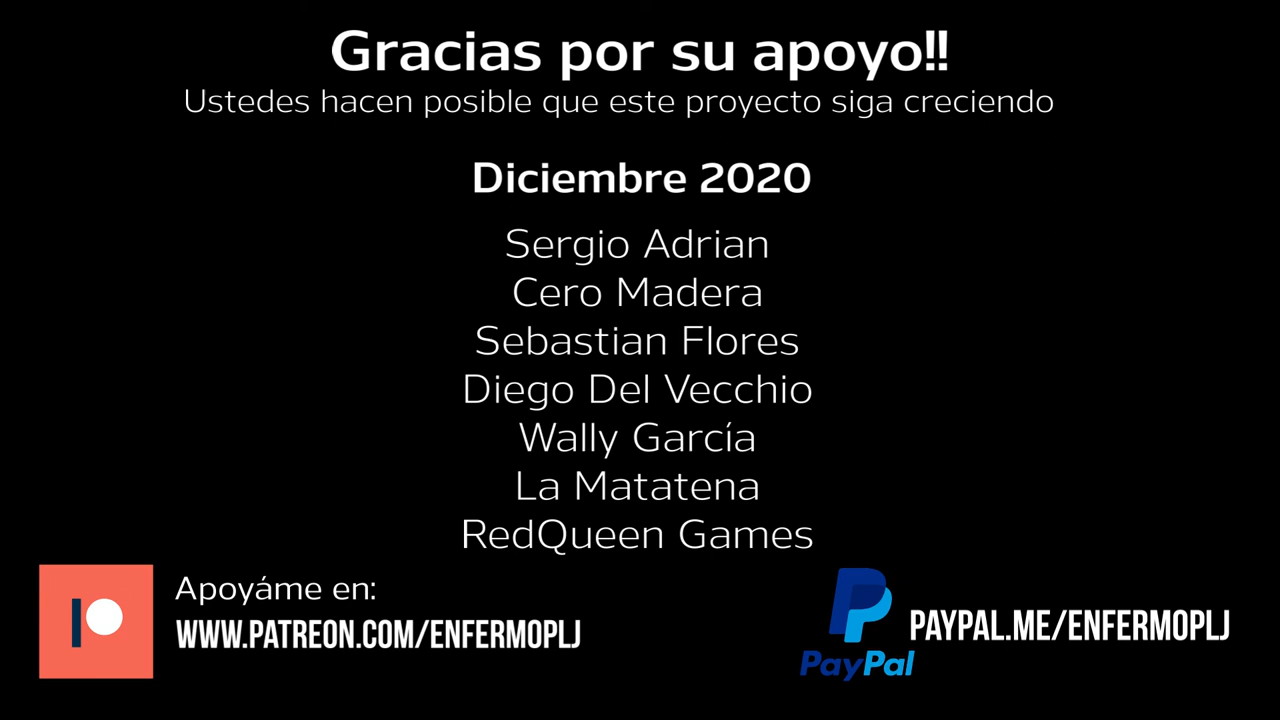 Gracias por su apoyo!!
Ustedes hacen posible que este proyecto siga creciendo
Diciembre 2020
Sergio Adrian
Cero Madera
Sebastian Flores
Diego Del Vecchio
Wally García
La Matatena
RedQueen Games
Apoyáme en:
WWW.PATREON.COM/ENFERMOPLJ
PAYPAL.ME/ENFERMOPLJ
PayPal